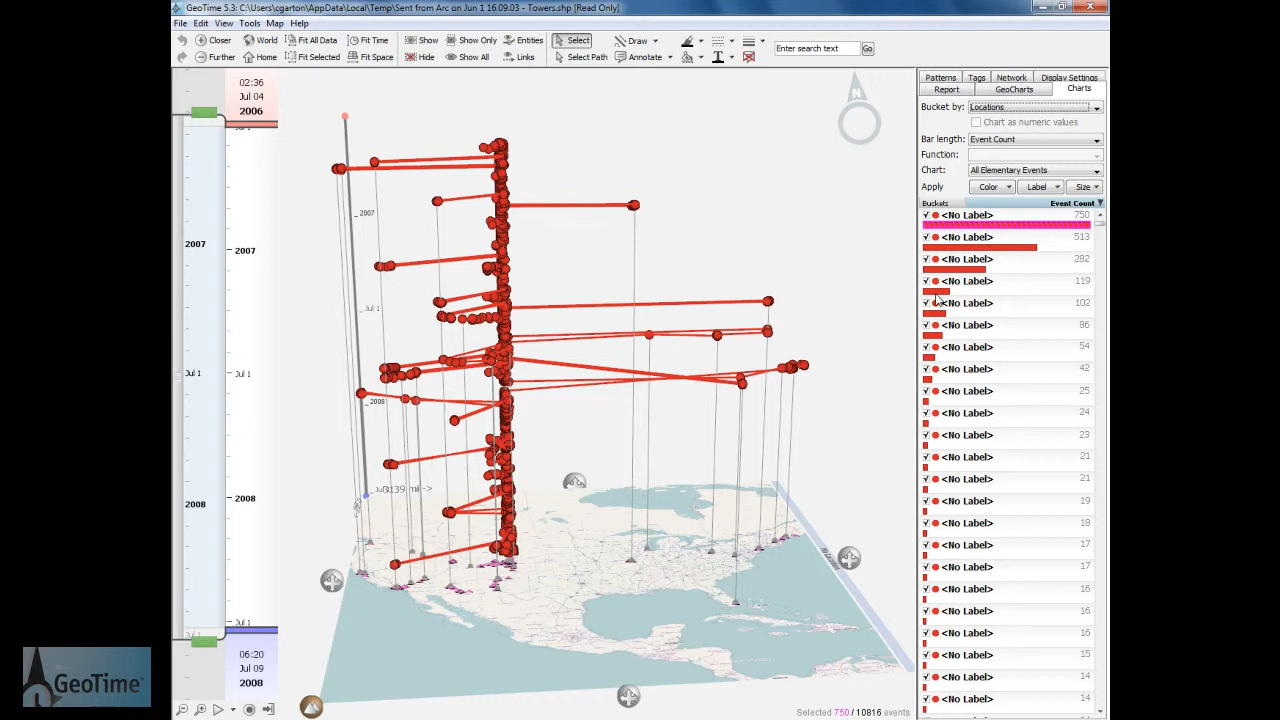 GeoTime 5.3: C:\Users\cgarton\AppData\Local\Temp\Sent from Arc on Jun 1 16.09.03 - Towers.shp [Read Only]
File Edit View Tools Map Help
Closer World Fit All Data Fit Time Show Show Only Entities Select Draw Enter search text Go
Further Home Fit Selected Fit Space Hide Show All Links Select Path Annotate T
02:36
Jul 04
2006
2007
2007
Jul 1
Jul 1
2008
2008
Jul 1
06:20
Jul 09
2008
2007
Jul 1
2008
3139 mi ->
N
Patterns Tags Network Display Settings
Report GeoCharts Charts
Bucket by: Locations
Chart as numeric values
Bar length: Event Count
Function:
Chart: All Elementary Events
Apply Color Label Size
Buckets Event Count
<No Label> 750
<No Label> 513
<No Label> 282
<No Label> 119
<No Label> 102
<No Label> 86
<No Label> 54
<No Label> 42
<No Label> 25
<No Label> 24
<No Label> 23
<No Label> 21
<No Label> 21
<No Label> 19
<No Label> 18
<No Label> 17
<No Label> 17
<No Label> 16
<No Label> 16
<No Label> 16
<No Label> 15
<No Label> 14
<No Label> 14
Selected 750 / 10816 events
GeoTime